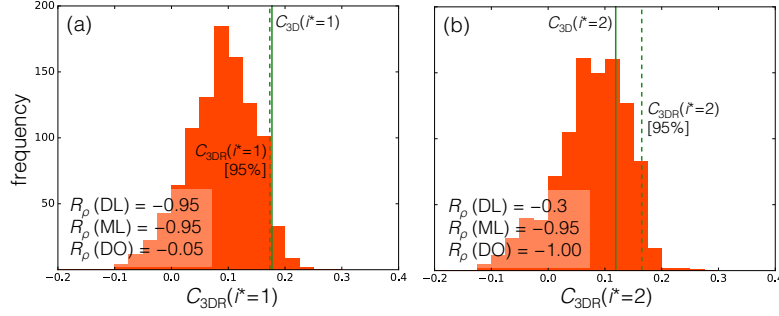 (a)
C3D(i*=1)
200
150
100
50
frequency
C3DR(i*=1)
[95%]
Rρ (DL) = −0.95
Rρ (ML) = −0.95
Rρ (DO) = −0.05
−0.2 −0.1 0.0 0.1 0.2 0.3 0.4
C3DR(i*=1)
(b)
C3D(i*=2)
C3DR(i*=2)
[95%]
Rρ (DL) = −0.3
Rρ (ML) = −0.95
Rρ (DO) = −1.00
−0.2 −0.1 0.0 0.1 0.2 0.3 0.4
C3DR(i*=2)